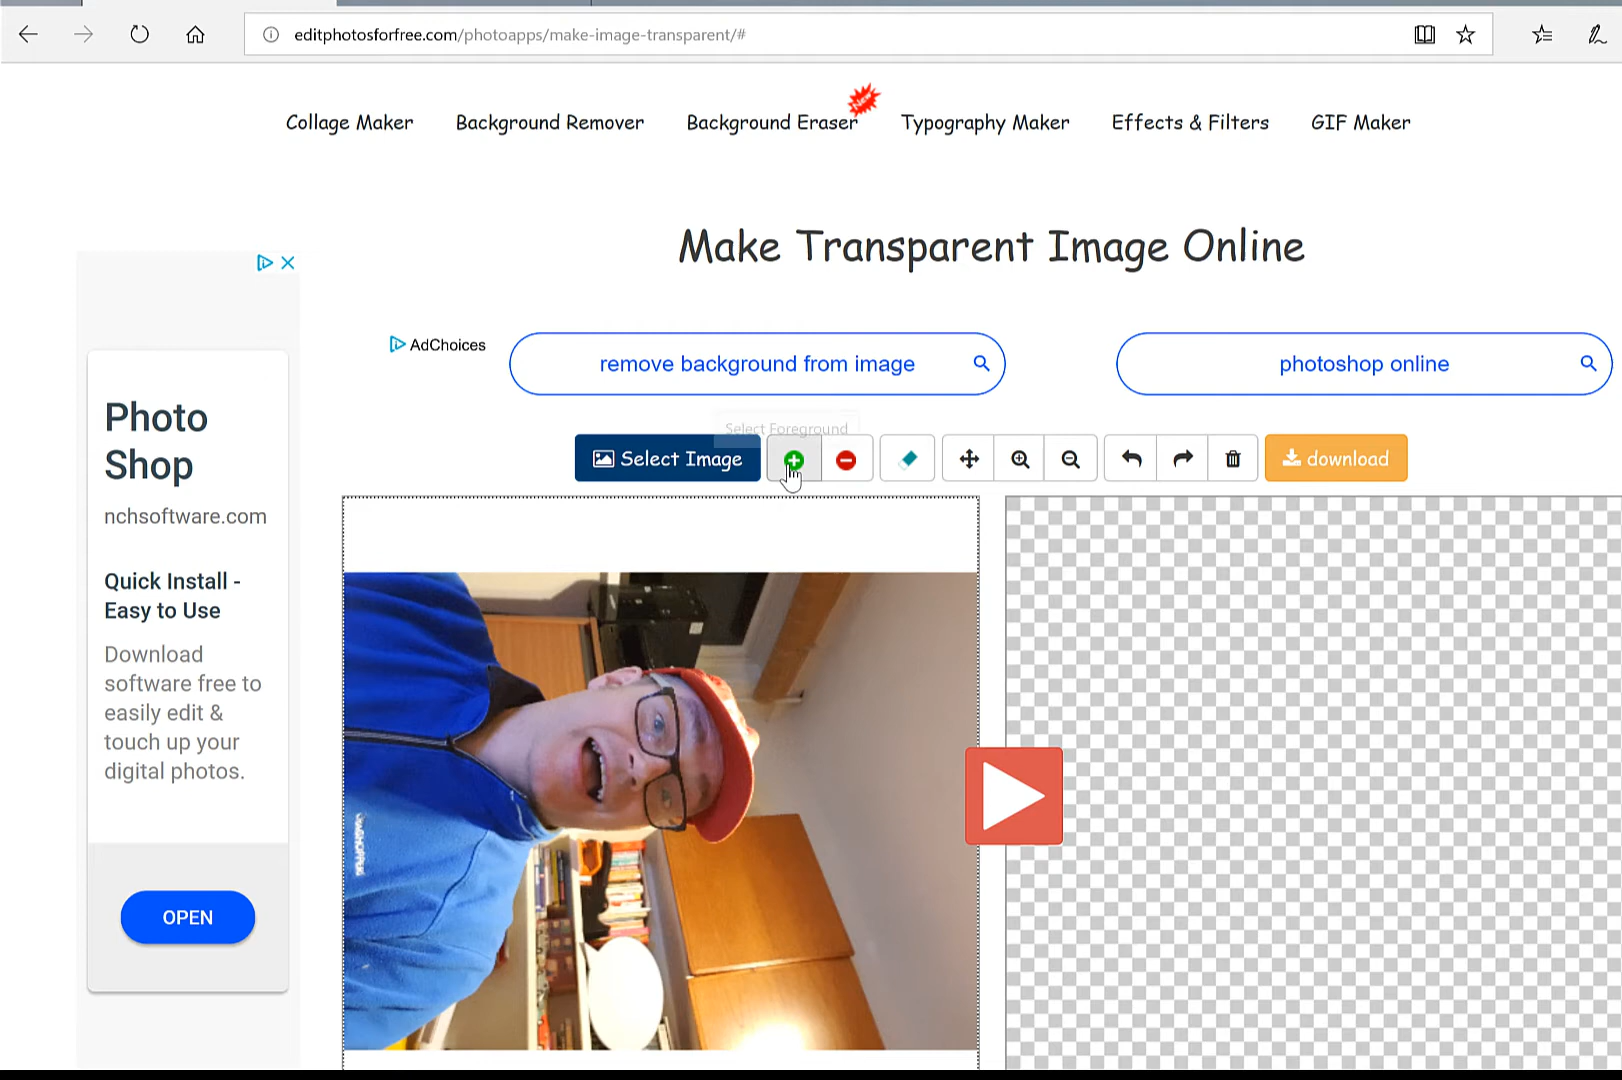 editphotosforfree.com/photoapps/make-image-transparent/#
Collage Maker
Background Remover
Background Eraser
New
Typography Maker
Effects & Filters
GIF Maker
Make Transparent Image Online
AdChoices
remove background from image
photoshop online
Select Foreground
Select Image
download
Photo
Shop
nchsoftware.com
Quick Install -
Easy to Use
Download
software free to
easily edit &
touch up your
digital photos.
OPEN